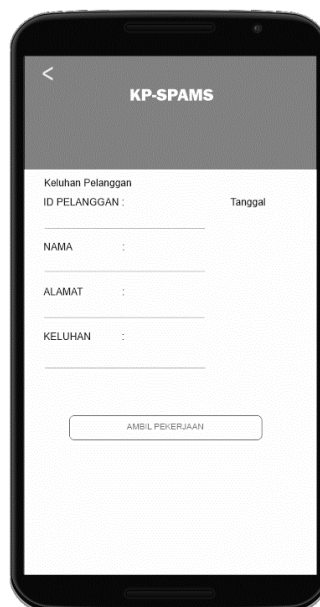 <
KP-SPAMS
Keluhan Pelanggan
ID PELANGGAN : Tanggal
NAMA :
ALAMAT :
KELUHAN :
AMBIL PEKERJAAN